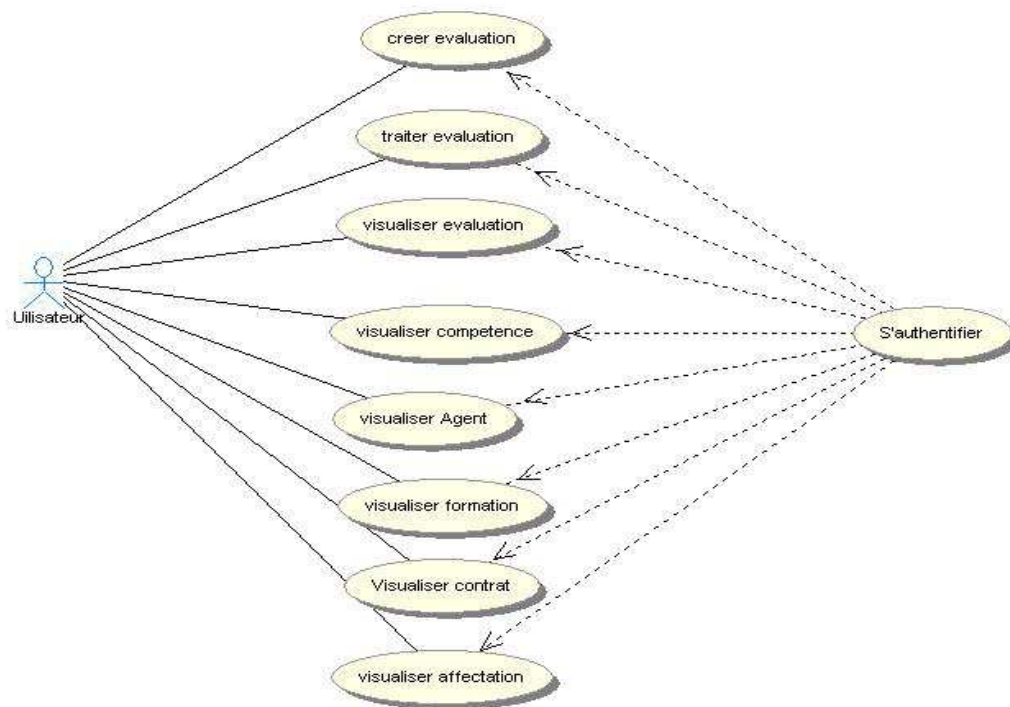 creer evaluation
traiter evaluation
visualiser evaluation
Uilisateur
visualiser competence
S'authentifier
visualiser Agent
visualiser formation
Visualiser contrat
visualiser affectation